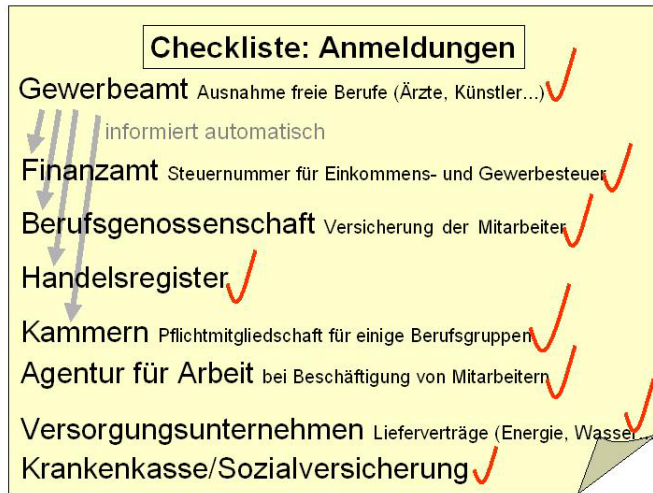 Checkliste: Anmeldungen
Gewerbeamt Ausnahme freie Berufe (Ärzte, Künstler...)
informiert automatisch
Finanzamt Steuernummer für Einkommens- und Gewerbesteuer
Berufsgenossenschaft Versicherung der Mitarbeiter
Handelsregister
Kammern Pflichtmitgliedschaft für einige Berufsgruppen
Agentur für Arbeit bei Beschäftigung von Mitarbeitern
Versorgungsunternehmen Lieferverträge (Energie, Wasser...
Krankenkasse/Sozialversicherung